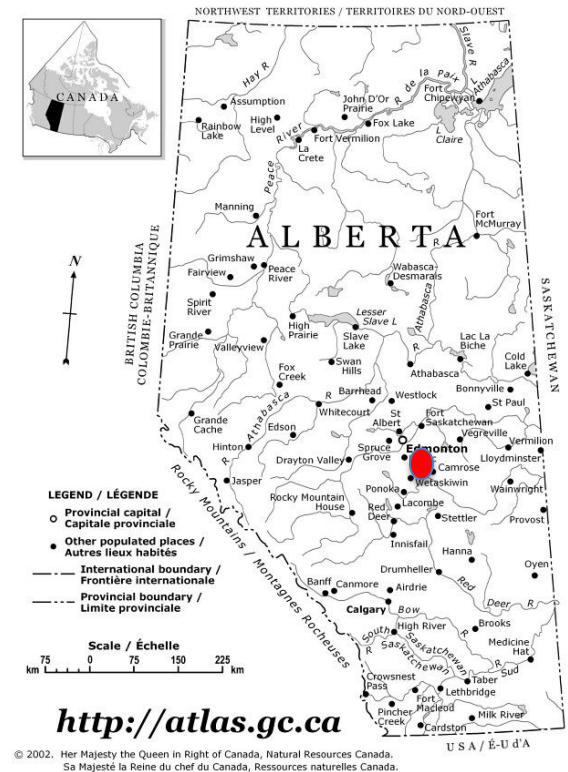 NORTHWEST TERRITORIES / TERRITOIRES DU NORD-OUEST
CANADA
Hay R
Slave R
R de la Paix
L
Athabasca
Fort
Chipewyan
Assumption
John D'Or
Prairie
High
Level
Fox Lake
Rainbow
Lake
River
Fort Vermilion
L
Claire
La
Crete
Peace
Manning
ALBERTA
Fort
McMurray
R
BRITISH COLUMBIA
COLOMBIE-BRITANNIQUE
N
Grimshaw
Fairview
Peace
River
Wabasca-
Desmarais
SASKATCHEWAN
Spirit
River
Athabasca
High
Prairie
Lesser
Slave L
Grande
Prairie
Valleyview
Slave
Lake
R
Lac La
Biche
Cold
Lake
Swan
Hills
Athabasca
Fox
Creek
Bonnyville
Barrhead
Westlock
St Paul
Athabasca
R
Whitecourt
St
Albert
Fort
Saskatchewan
Grande
Cache
Vegreville
Edson
Vermilion
Spruce
Grove
Edmonton
Hinton
Lloydminster
Drayton Valley
Camrose
R
Jasper
Wetaskiwin
Ponoka
Wainwright
Rocky Mountain
House
Lacombe
Red
Deer
Stettler
Provost
Innisfail
Rocky Mountains / Montagnes Rocheuses
LEGEND / LÉGENDE
Provincial capital /
Capitale provinciale
Other populated places /
Autres lieux habités
International boundary /
Frontière internationale
Provincial boundary /
Limite provinciale
Hanna
Drumheller
Oyen
Banff
Canmore
Airdrie
Red
Deer R
Calgary
Bow
High River
Brooks
South
Saskatchewan
R
Saskatchewan
R
Sud
Medicine
Hat
Scale / Échelle
75 0 75 150 225
km km
Crowsnest
Pass
Taber
Lethbridge
Fort
Macleod
Pincher
Creek
Milk River
Cardston
http://atlas.gc.ca
USA / É-U d'A
© 2002. Her Majesty the Queen in Right of Canada, Natural Resources Canada.
Sa Majesté la Reine du chef du Canada, Ressources naturelles Canada.